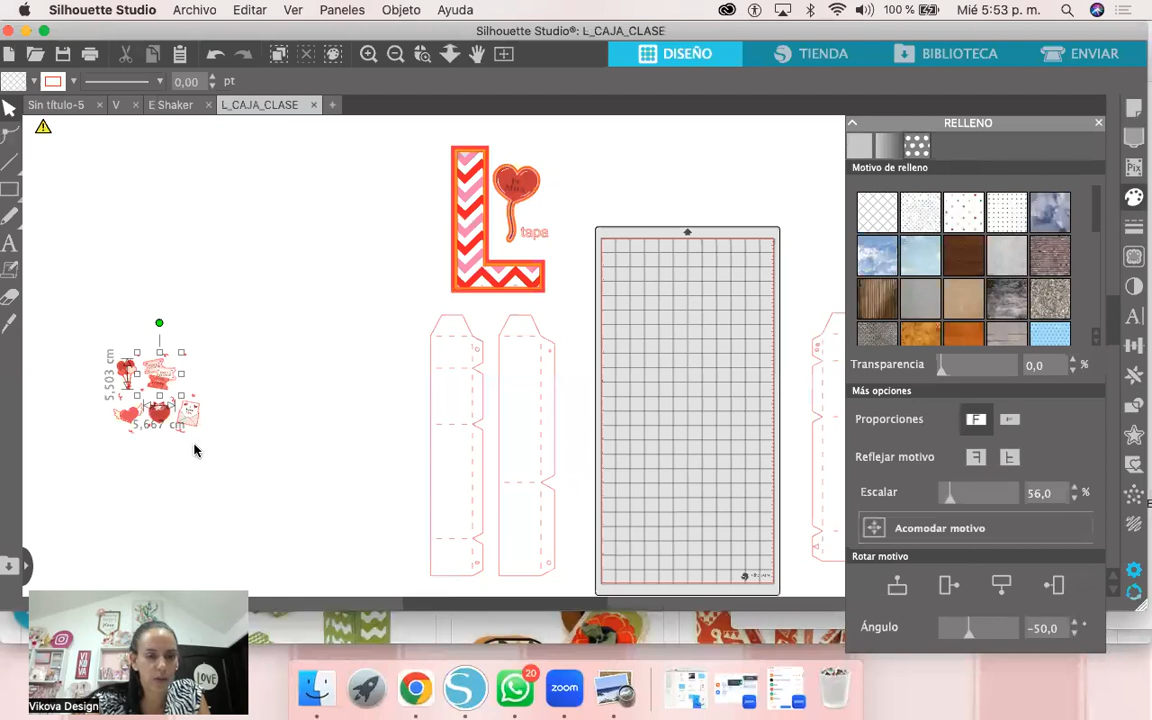 Silhouette Studio Archivo Editar Ver Paneles Objeto Ayuda 100 % Mié 5:53 p. m.
Silhouette Studio®: L_CAJA_CLASE
DISEÑO TIENDA BIBLIOTECA ENVIAR
0,00 pt
Sin título-5 × V × E Shaker × L_CAJA_CLASE × +
RELLENO
Motivo de relleno
tapa
5,503 cm
5,667 cm
Transparencia 0,0 %
Más opciones
Proporciones
Reflejar motivo
Escalar 56,0 %
Acomodar motivo
Rotar motivo
Ángulo -50,0 °
LOVE
Vikova Design
20
zoom